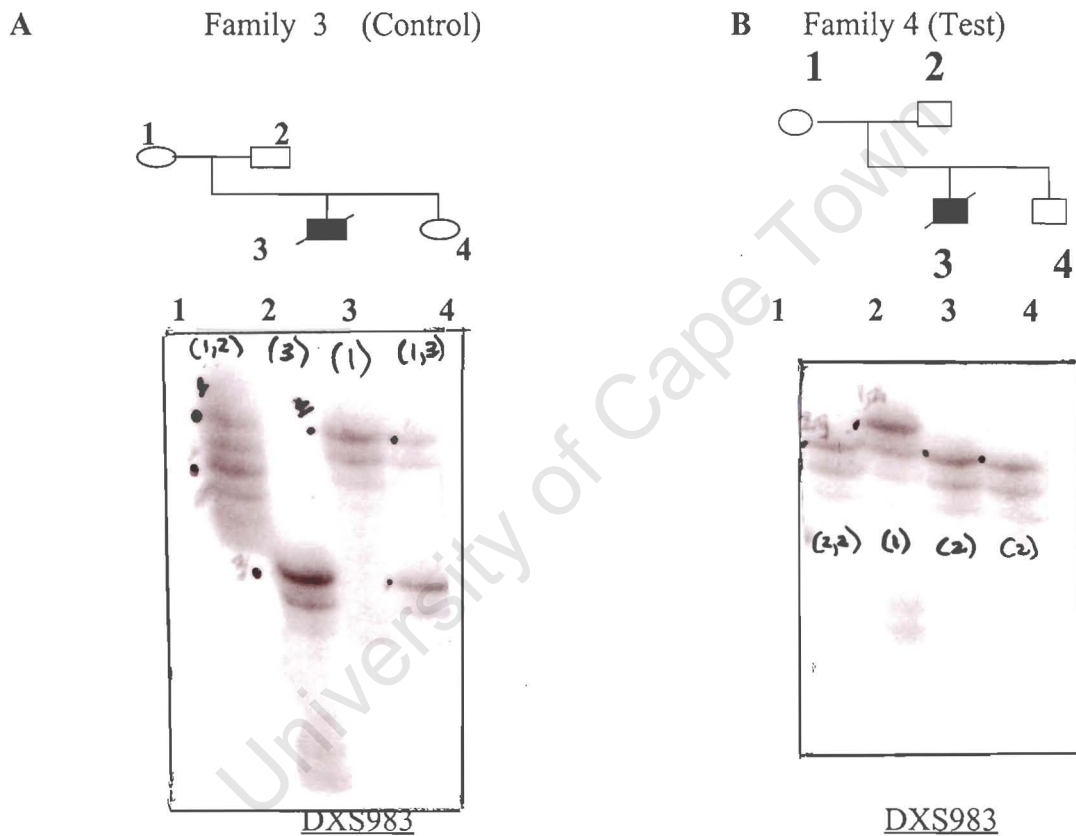 A Family 3 (Control)
1 2
3 4
1 2 3 4
(1,2) (3) (1) (1,3)
DXS983
B Family 4 (Test)
1 2
3 4
1 2 3 4
(2,2) (1) (2) (2)
DXS983
University of Cape Town